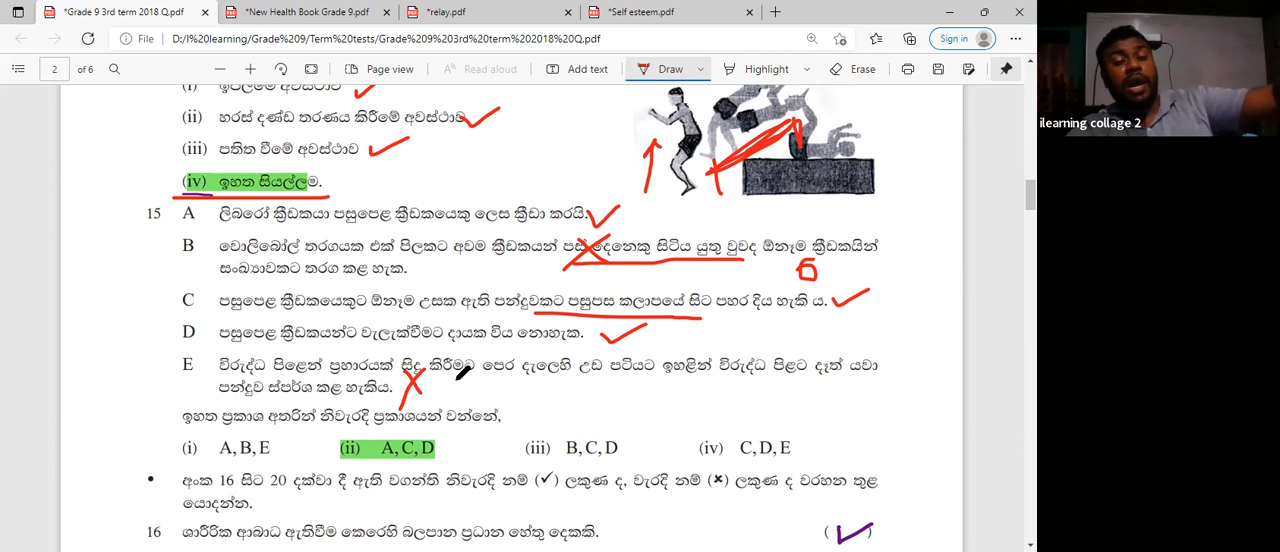 *Grade 9 3rd term 2018 Q.pdf
*New Health Book Grade 9.pdf
*relay.pdf
*Self esteem.pdf
File
D:/I%20learning/Grade%209/Term%20tests/Grade%209%203rd%20term%202018%20Q.pdf
Sign in
2 of 6
Page view
Read aloud
Add text
Draw
Highlight
Erase
ilearning collage 2
(i) ඉපිලීමේ අවස්ථාව
(ii) හරස් දණ්ඩ තරණය කිරීමේ අවස්ථාව
(iii) පතිත වීමේ අවස්ථාව
(iv) ඉහත සියල්ලම.
15 A ලිබරෝ ක්‍රීඩකයා පසුපෙළ ක්‍රීඩකයෙකු ලෙස ක්‍රීඩා කරයි.
B වොලිබෝල් තරගයක එක් පිලකට අවම ක්‍රීඩකයන් පස් දෙනෙකු සිටිය යුතු වුවද ඕනෑම ක්‍රීඩකයින්
සංඛ්‍යාවකට තරග කළ හැක.
6
C පසුපෙළ ක්‍රීඩකයෙකුට ඕනෑම උසක ඇති පන්දුවකට පසුපස කලාපයේ සිට පහර දිය හැකි ය.
D පසුපෙළ ක්‍රීඩකයන්ට වැලැක්වීමට දායක විය නොහැක.
E විරුද්ධ පිළෙන් ප්‍රහාරයක් සිදු කිරීමට පෙර දැලෙහි උඩ පටියට ඉහළින් විරුද්ධ පිළට දෑත් යවා
පන්දුව ස්පර්ශ කළ හැකිය.
ඉහත ප්‍රකාශ අතරින් නිවැරදි ප්‍රකාශයන් වන්නේ,
(i) A, B, E (ii) A, C, D (iii) B, C, D (iv) C, D, E
• අංක 16 සිට 20 දක්වා දී ඇති වගන්ති නිවැරදි නම් (✓) ලකුණ ද, වැරදි නම් (✗) ලකුණ ද වරහන තුළ
යොදන්න.
16 ශාරීරික ආබාධ ඇතිවීම කෙරෙහි බලපාන ප්‍රධාන හේතු දෙකකි. (✓)